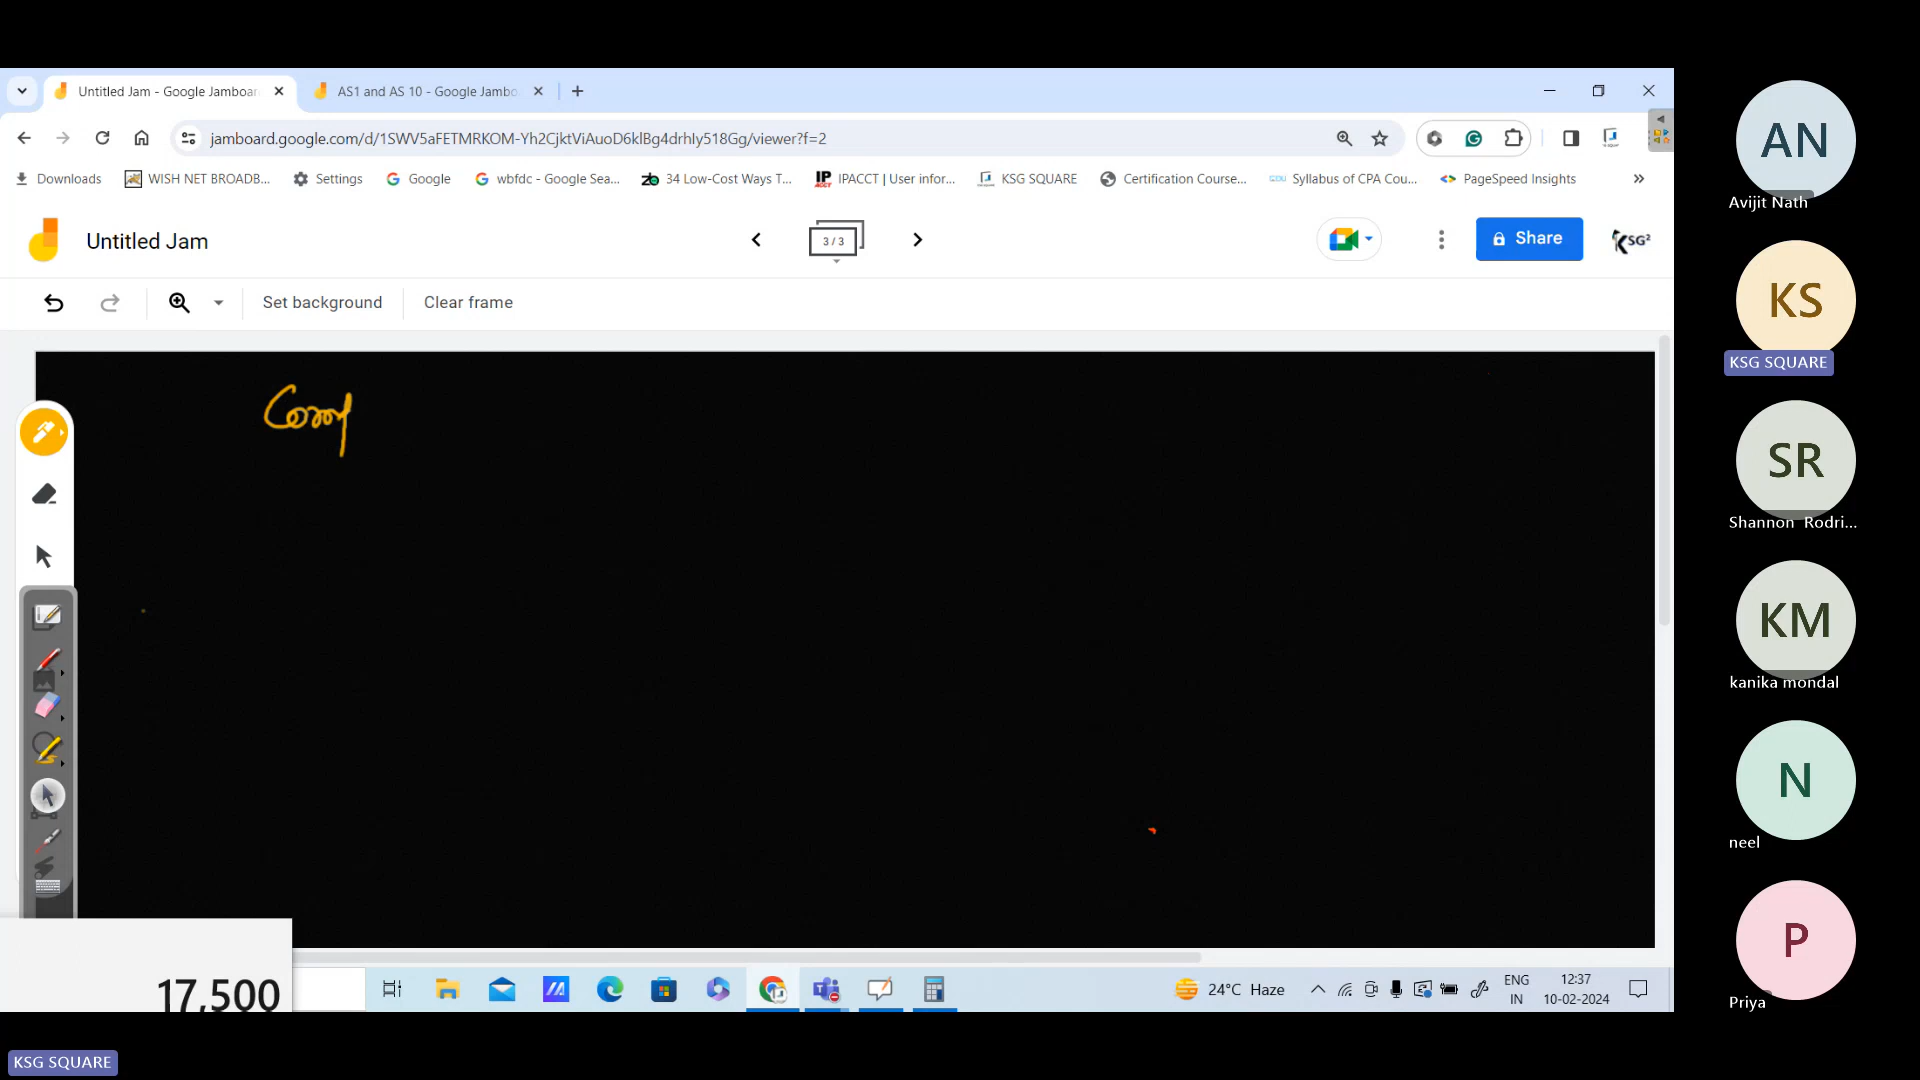 Untitled Jam - Google Jamboar
AS1 and AS 10 - Google Jambo
jamboard.google.com/d/1SWV5aFETMRKOM-Yh2CjktViAuoD6klBg4drhIy518Gg/viewer?f=2
Downloads WISH NET BROADB... Settings Google wbfdc - Google Sea... 34 Low-Cost Ways T... IPACCT | User infor... KSG SQUARE Certification Course... Syllabus of CPA Cou... PageSpeed Insights
Untitled Jam
3 / 3
Share
KSG²
Set background Clear frame
17,500
24°C Haze
ENG
IN
12:37
10-02-2024
KSG SQUARE
AN
Avijit Nath
KS
KSG SQUARE
SR
Shannon Rodri...
KM
kanika mondal
N
neel
P
Priya